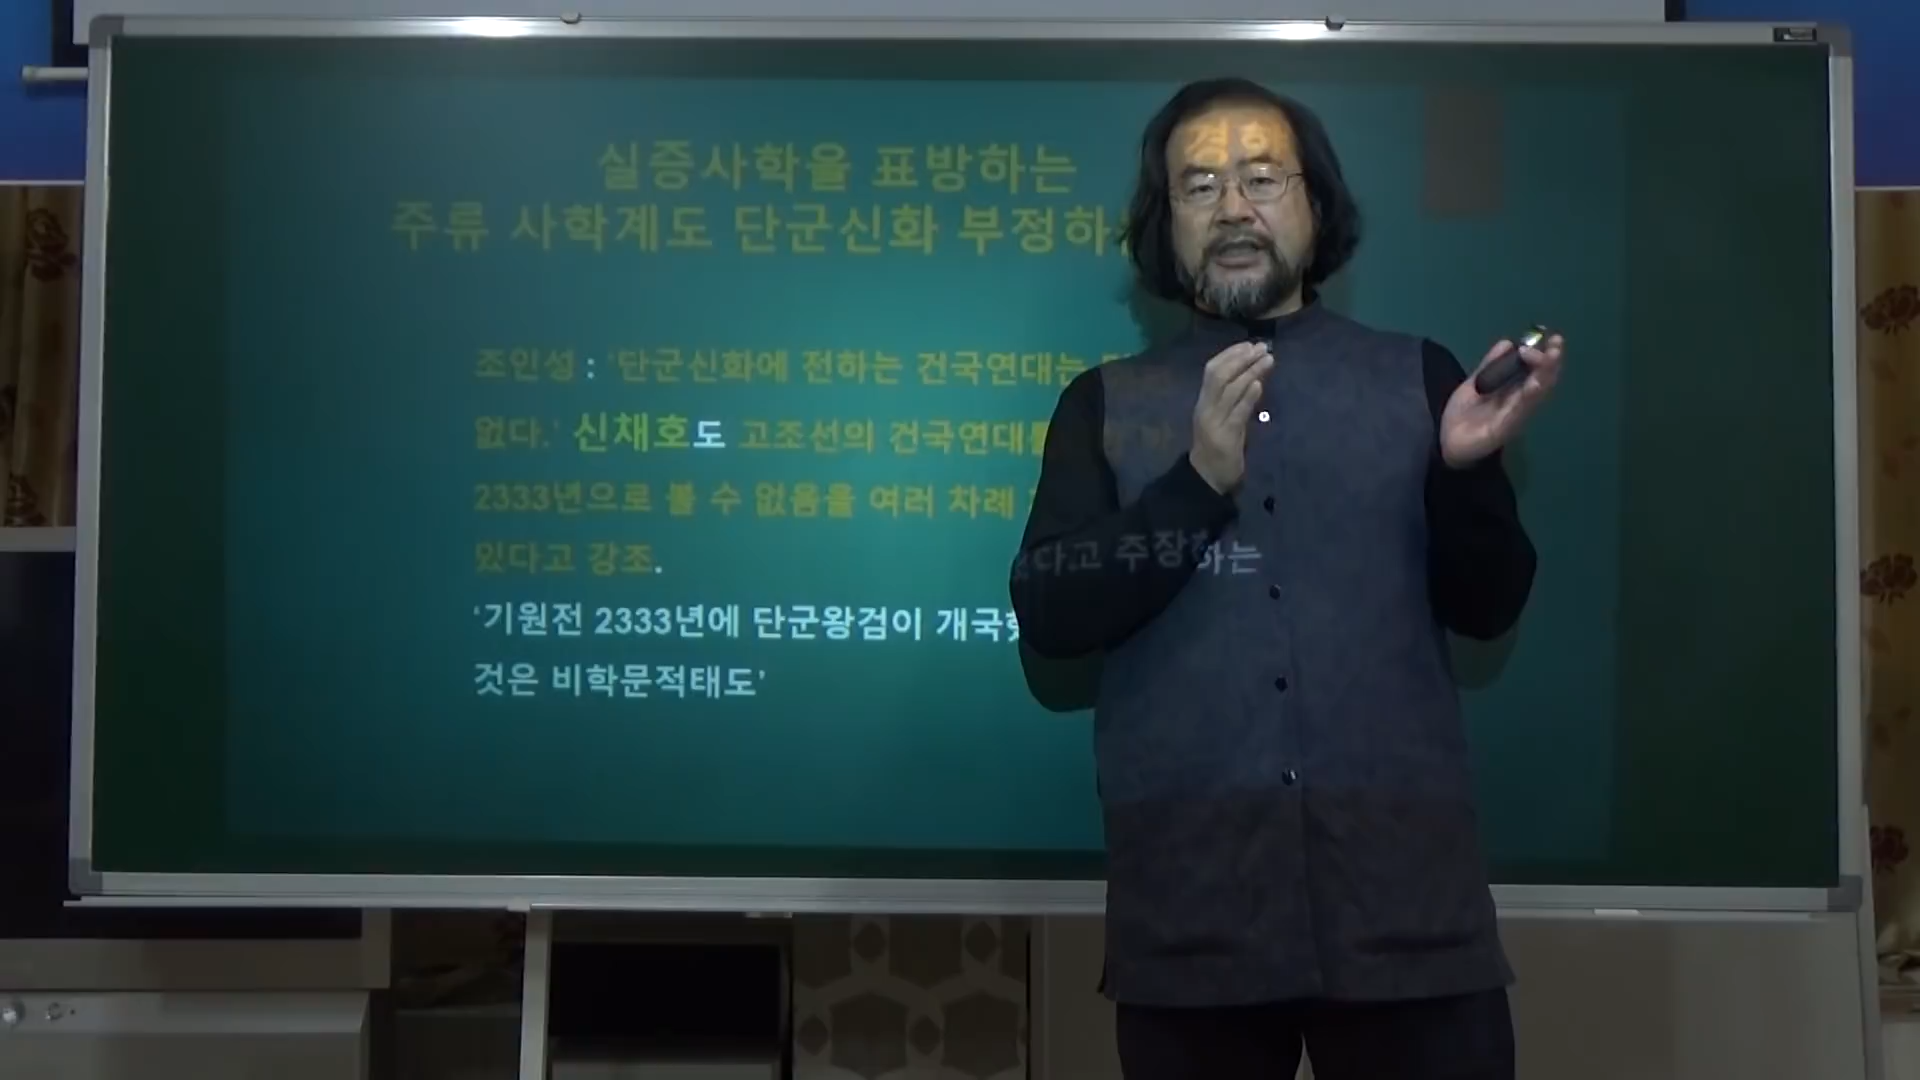 실증사학을 표방하는
주류 사학계도 단군신화 부정하는
조인성 : '단군신화에 전하는 건국연대는
없다.' 신채호도 고조선의 건국연대를
2333년으로 볼 수 없음을 여러 차례
있다고 강조.
'기원전 2333년에 단군왕검이 개국했다고 주장하는
것은 비학문적태도'